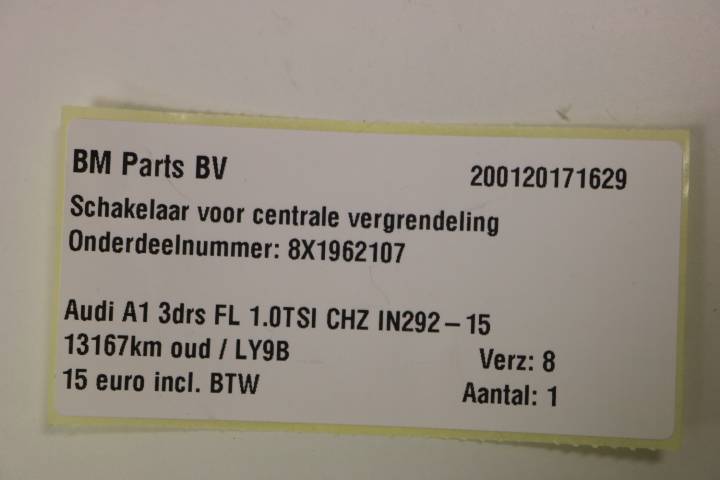 BM Parts BV 200120171629
Schakelaar voor centrale vergrendeling
Onderdeelnummer: 8X1962107
Audi A1 3drs FL 1.0TSI CHZ IN292-15
13167km oud / LY9B Verz: 8
15 euro incl. BTW Aantal: 1